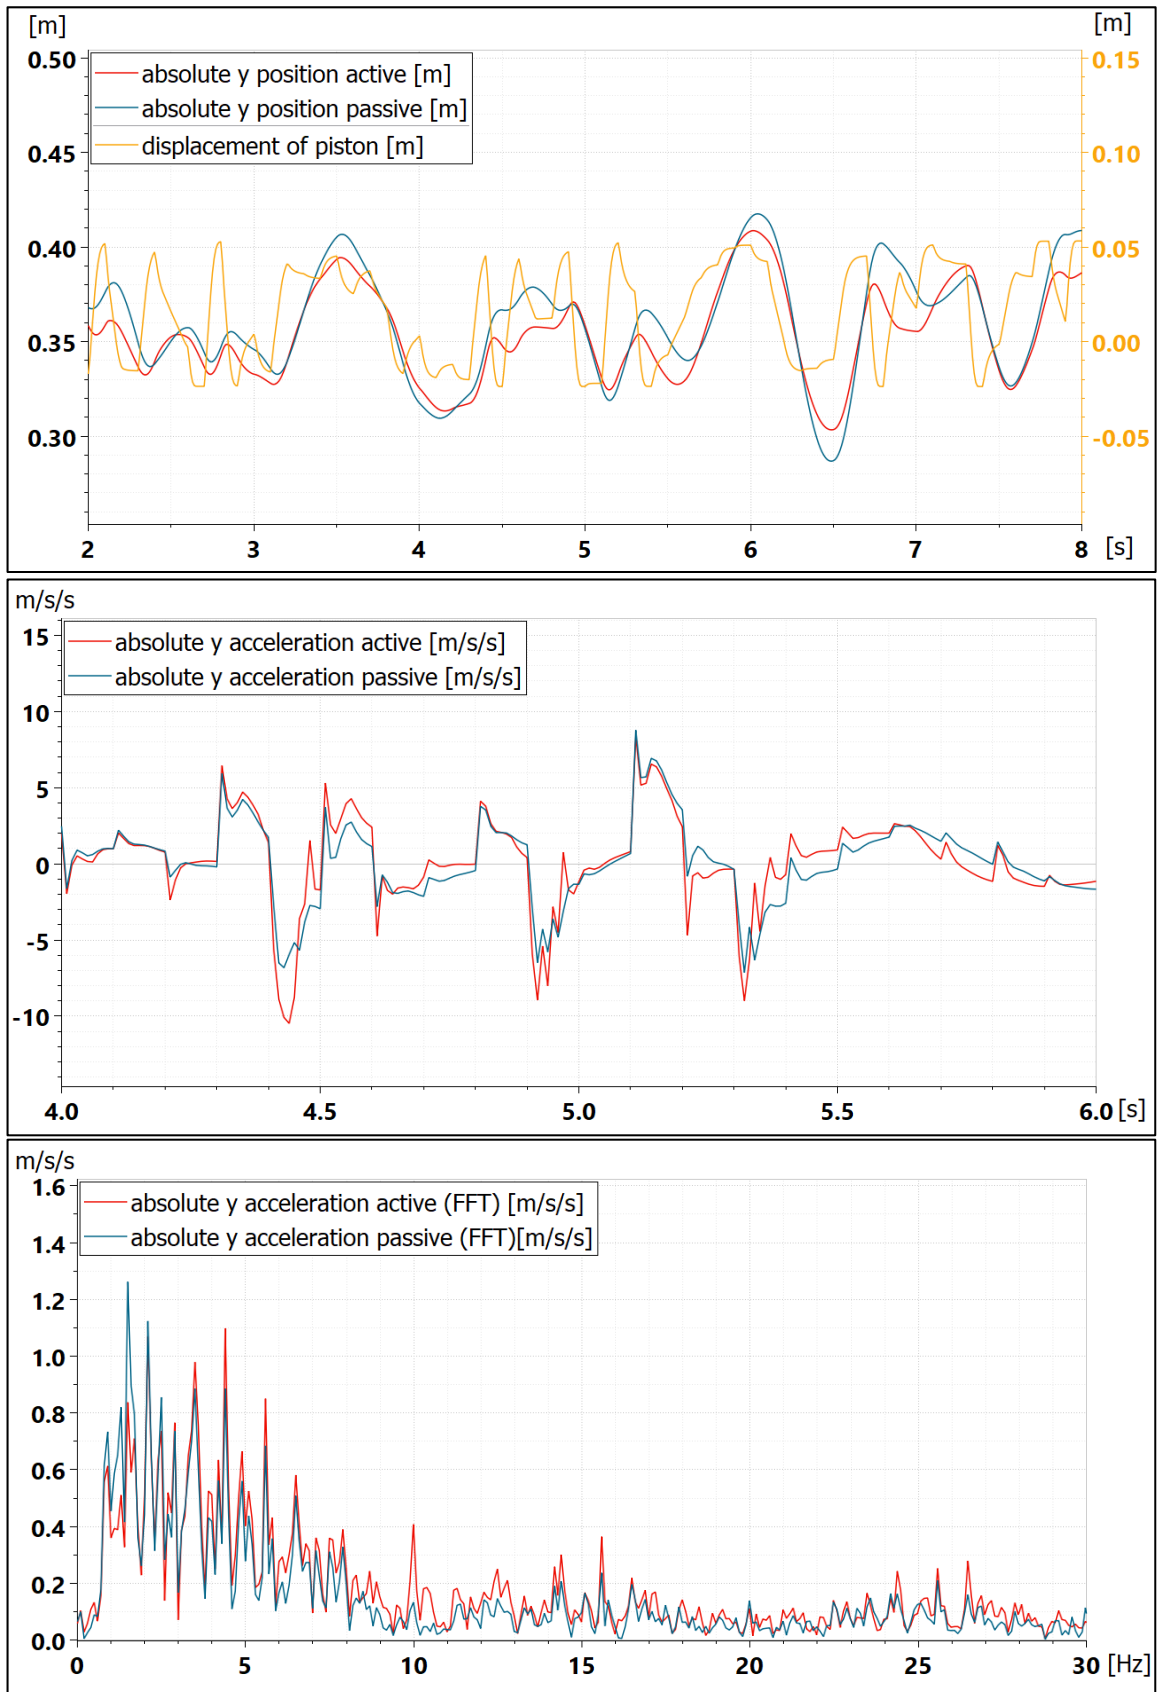 [m] [m]
0.50 0.15
absolute y position active [m]
absolute y position passive [m]
displacement of piston [m]
0.45 0.10
0.40 0.05
0.35 0.00
0.30 -0.05
2 3 4 5 6 7 8 [s]
m/s/s
15
absolute y acceleration active [m/s/s]
absolute y acceleration passive [m/s/s]
10
5
0
-5
-10
4.0 4.5 5.0 5.5 6.0 [s]
m/s/s
1.6
absolute y acceleration active (FFT) [m/s/s]
absolute y acceleration passive (FFT)[m/s/s]
1.4
1.2
1.0
0.8
0.6
0.4
0.2
0.0
0 5 10 15 20 25 30 [Hz]